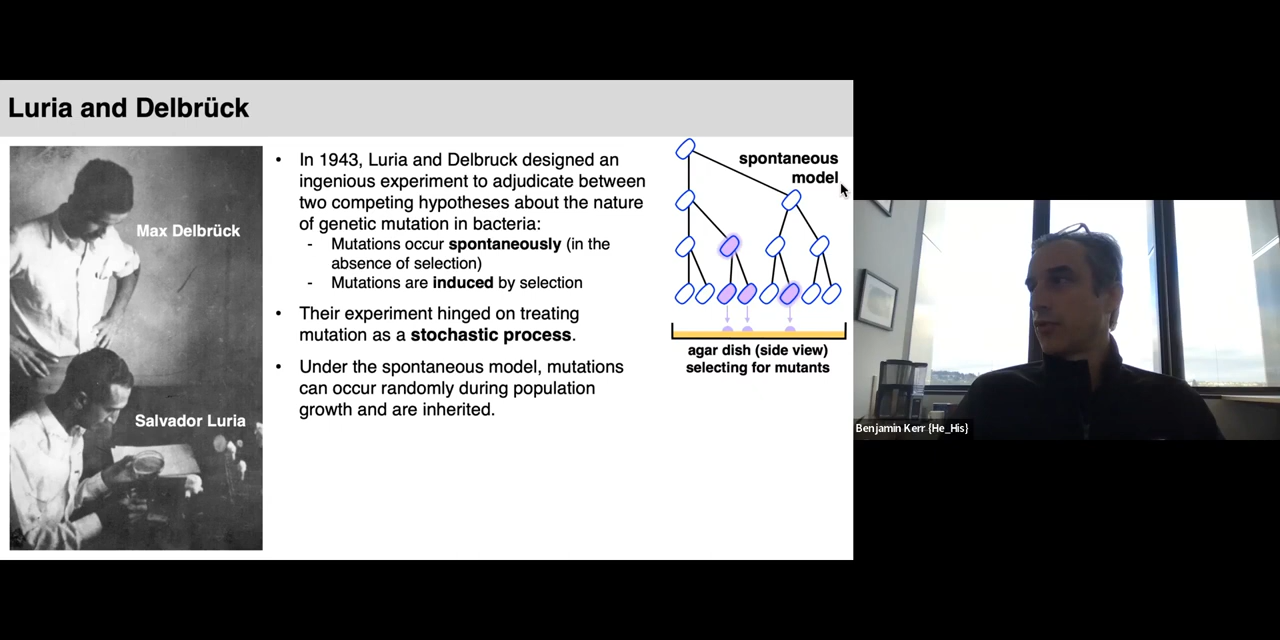 Luria and Delbrück
Max Delbrück
Salvador Luria
• In 1943, Luria and Delbruck designed an
ingenious experiment to adjudicate between
two competing hypotheses about the nature
of genetic mutation in bacteria:
- Mutations occur spontaneously (in the
absence of selection)
- Mutations are induced by selection
• Their experiment hinged on treating
mutation as a stochastic process.
• Under the spontaneous model, mutations
can occur randomly during population
growth and are inherited.
spontaneous
model
agar dish (side view)
selecting for mutants
Benjamin Kerr {He_His}